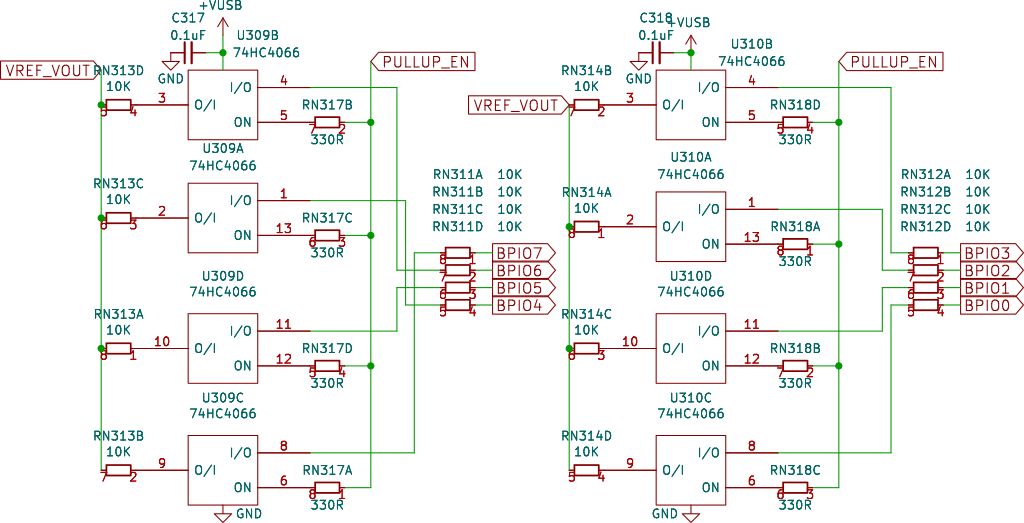 +VUSB
C317
0.1uF
GND
U309B
74HC4066
VREF_VOUT
RN313D
10K
5 4
3
O/I
I/O
4
ON
5
RN317B
7 2
330R
PULLUP_EN
U309A
74HC4066
RN313C
10K
6 3
2
O/I
I/O
1
ON
13
RN317C
6 3
330R
U309D
74HC4066
RN313A
10K
8 1
10
O/I
I/O
11
ON
12
RN317D
5 4
330R
U309C
74HC4066
RN313B
10K
7 2
9
O/I
I/O
8
ON
6
RN317A
8 1
330R
GND
RN311A 10K
RN311B 10K
RN311C 10K
RN311D 10K
8 1
BPIO7
7 2
BPIO6
6 3
BPIO5
5 4
BPIO4
+VUSB
C318
0.1uF
GND
U310B
74HC4066
VREF_VOUT
RN314B
10K
7 2
3
O/I
I/O
4
ON
5
RN318D
5 4
330R
PULLUP_EN
U310A
74HC4066
RN314A
10K
8 1
2
O/I
I/O
1
ON
13
RN318A
8 1
330R
U310D
74HC4066
RN314C
10K
6 3
10
O/I
I/O
11
ON
12
RN318B
7 2
330R
U310C
74HC4066
RN314D
10K
5 4
9
O/I
I/O
8
ON
6
RN318C
6 3
330R
GND
RN312A 10K
RN312B 10K
RN312C 10K
RN312D 10K
8 1
BPIO3
7 2
BPIO2
6 3
BPIO1
5 4
BPIO0